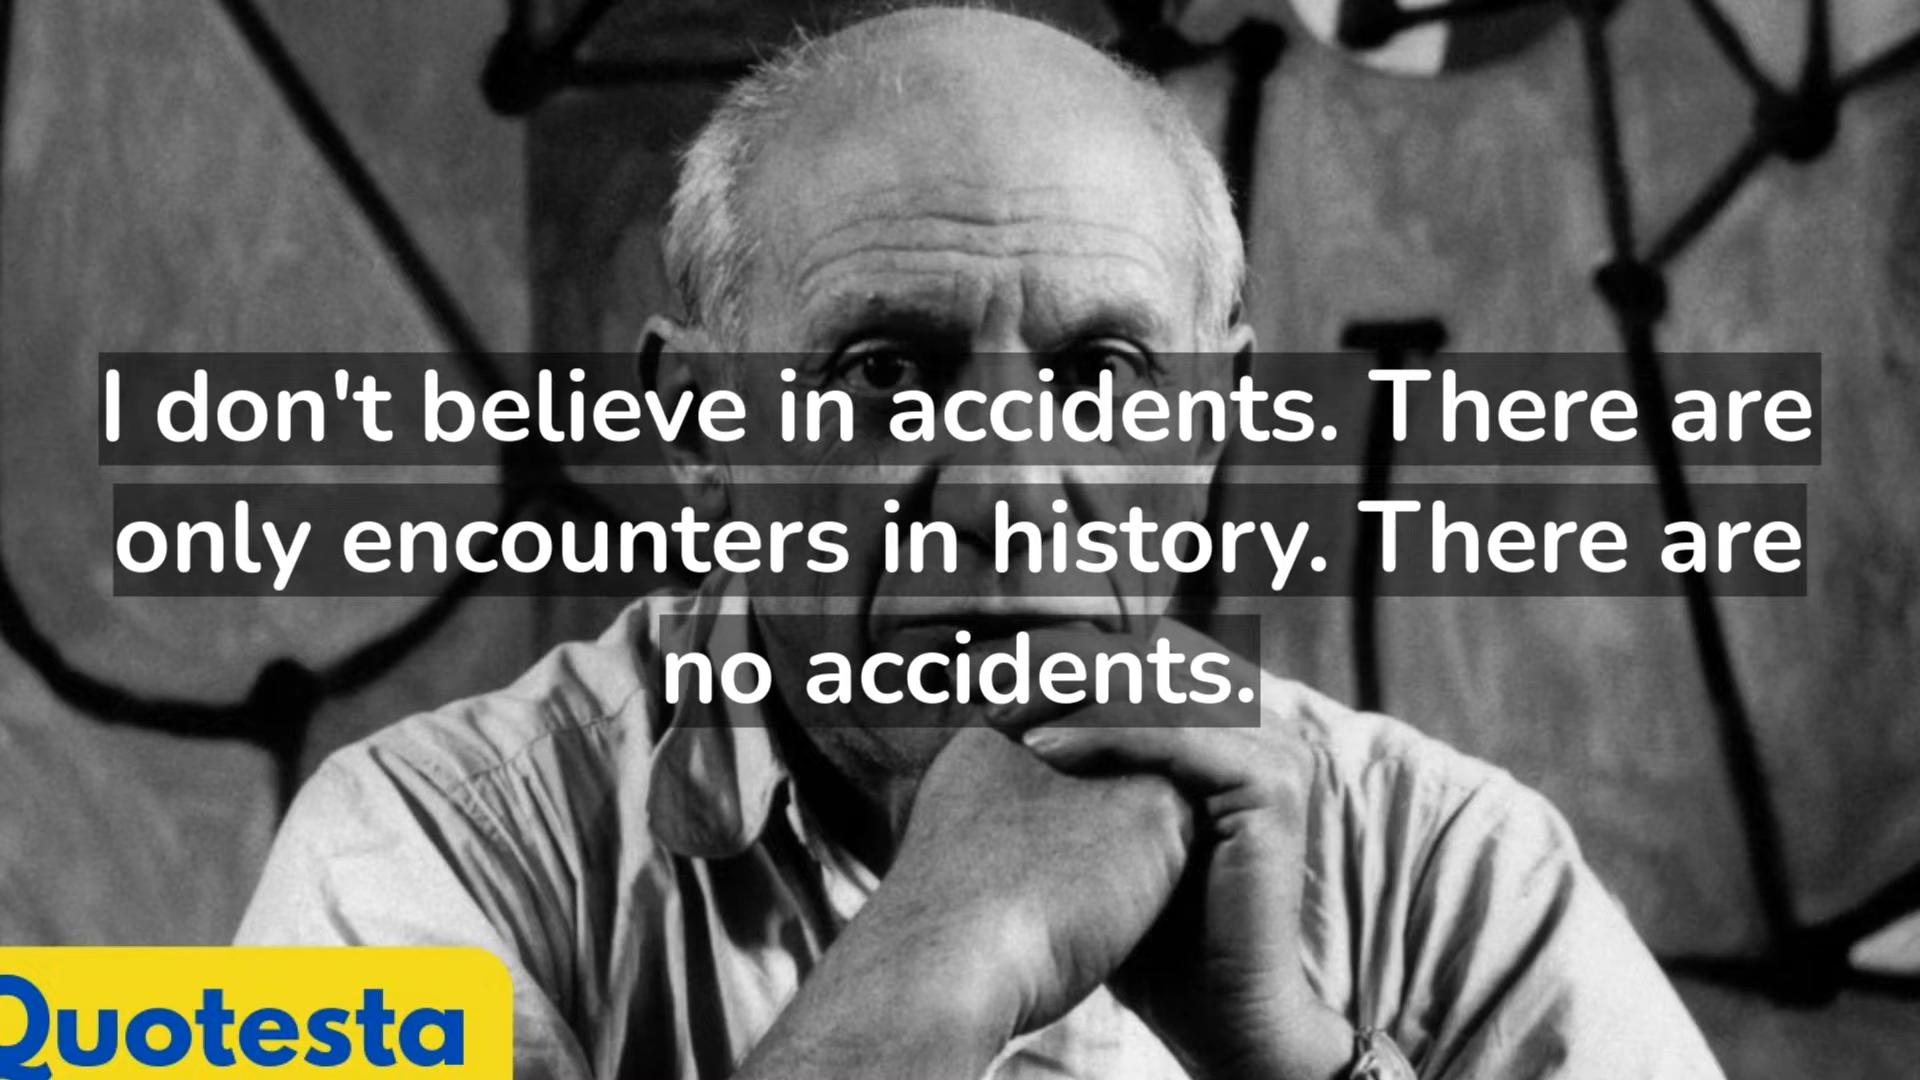 I don't believe in accidents. There are
only encounters in history. There are
no accidents.
Quotesta